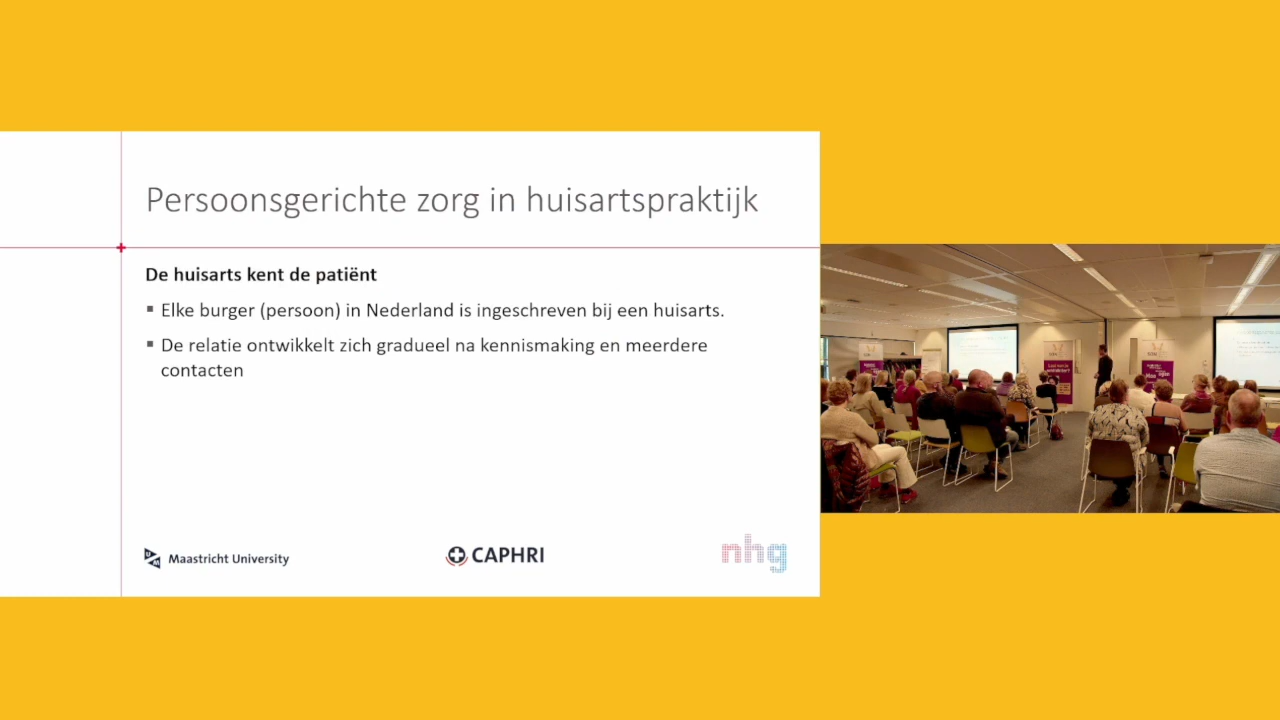 Persoonsgerichte zorg in huisartspraktijk
De huisarts kent de patiënt
▪ Elke burger (persoon) in Nederland is ingeschreven bij een huisarts.
▪ De relatie ontwikkelt zich gradueel na kennismaking en meerdere
contacten
Maastricht University
CAPHRI
nhg